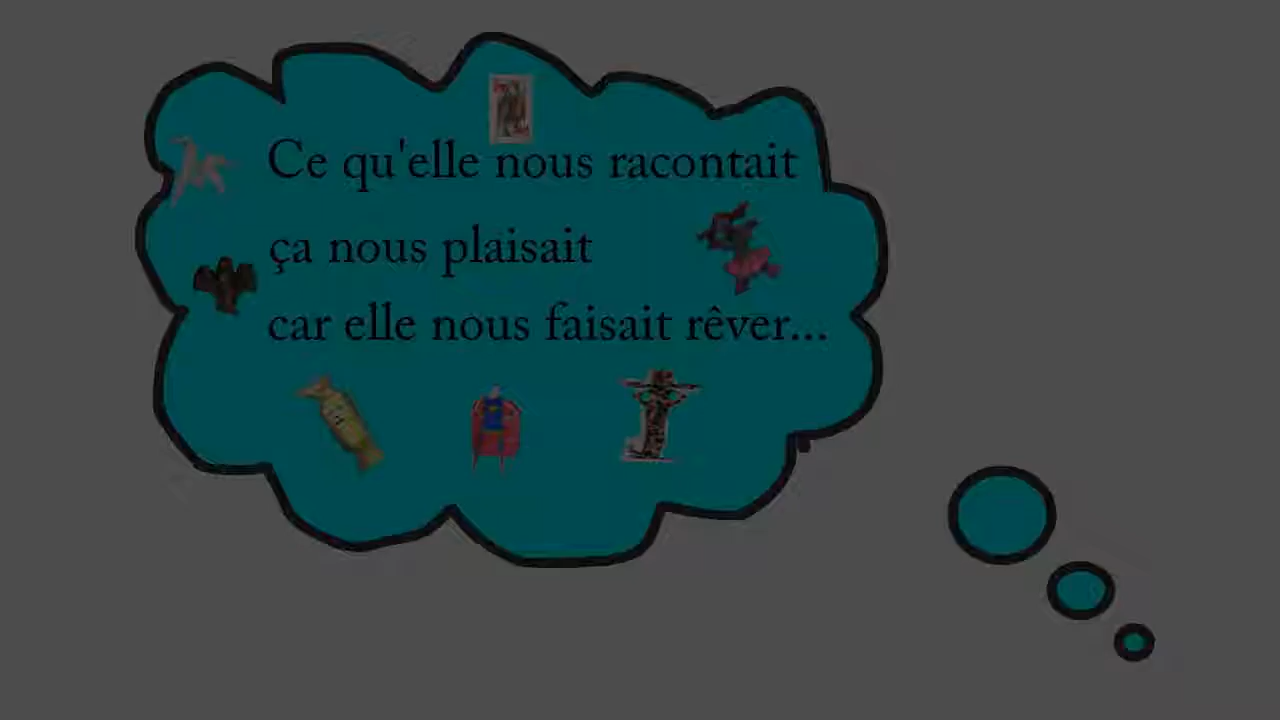 Ce qu'elle nous racontait
ça nous plaisait
car elle nous faisait rêver...